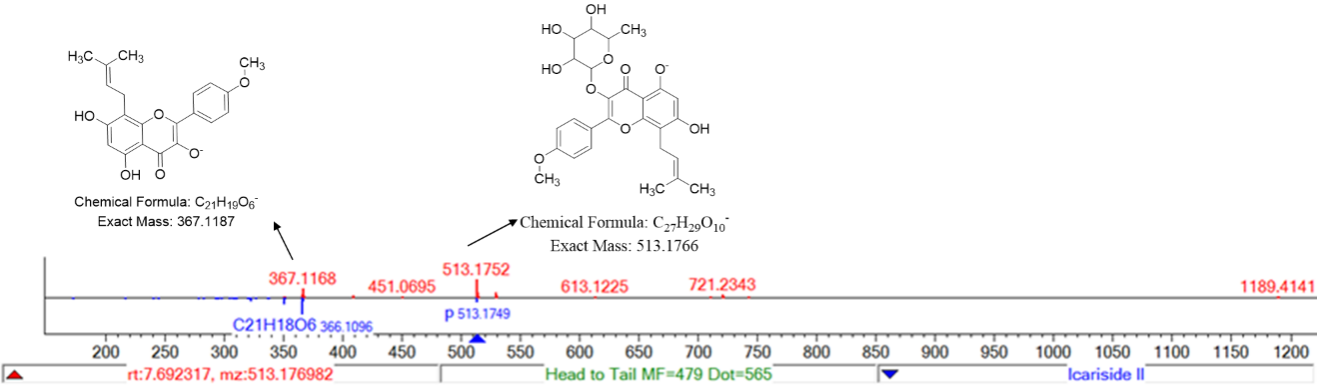 H₃C CH₃
O CH₃
HO O
O⁻
OH O
Chemical Formula: C₂₁H₁₉O₆⁻
Exact Mass: 367.1187
OH
HO CH₃
HO O
O O O⁻
O OH
O
CH₃
H₃C CH₃
Chemical Formula: C₂₇H₂₉O₁₀⁻
Exact Mass: 513.1766
367.1168 451.0695 513.1752 613.1225 721.2343 1189.4141
C21H18O6 366.1096 p 513.1749
200 250 300 350 400 450 500 550 600 650 700 750 800 850 900 950 1000 1050 1100 1150 1200
rt:7.692317, mz:513.176982 Head to Tail MF=479 Dot=565 Icariside II